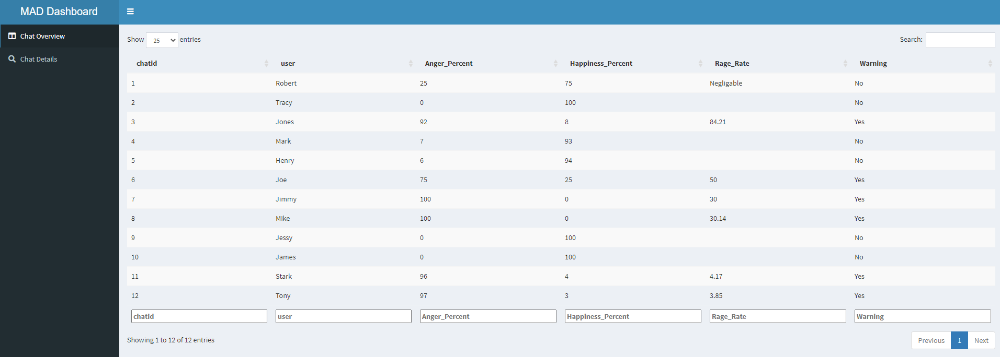 MAD Dashboard
Chat Overview
Chat Details
Show 25 entries Search:
chatid user Anger_Percent Happiness_Percent Rage_Rate Warning
1 Robert 25 75 Negligable No
2 Tracy 0 100 No
3 Jones 92 8 84.21 Yes
4 Mark 7 93 No
5 Henry 6 94 No
6 Joe 75 25 50 Yes
7 Jimmy 100 0 30 Yes
8 Mike 100 0 30.14 Yes
9 Jessy 0 100 No
10 James 0 100 No
11 Stark 96 4 4.17 Yes
12 Tony 97 3 3.85 Yes
chatid user Anger_Percent Happiness_Percent Rage_Rate Warning
Showing 1 to 12 of 12 entries Previous 1 Next